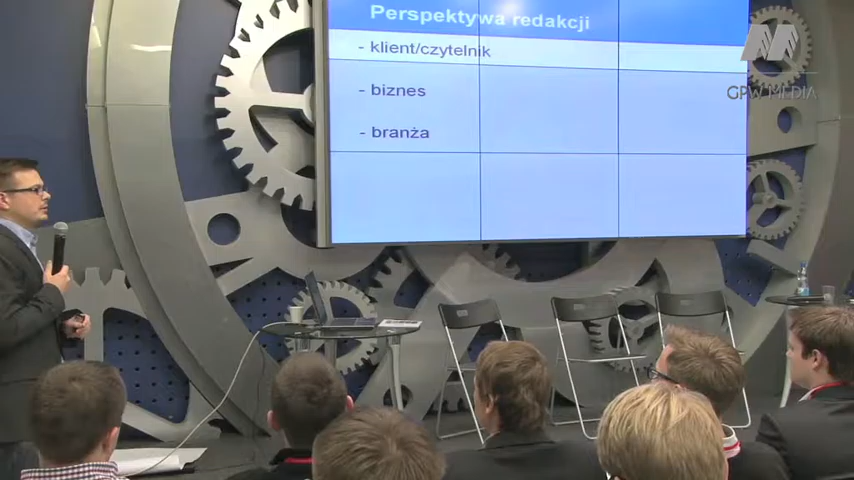 Perspektywa redakcji
- klient/czytelnik
- biznes
- branża
GPW MEDIA